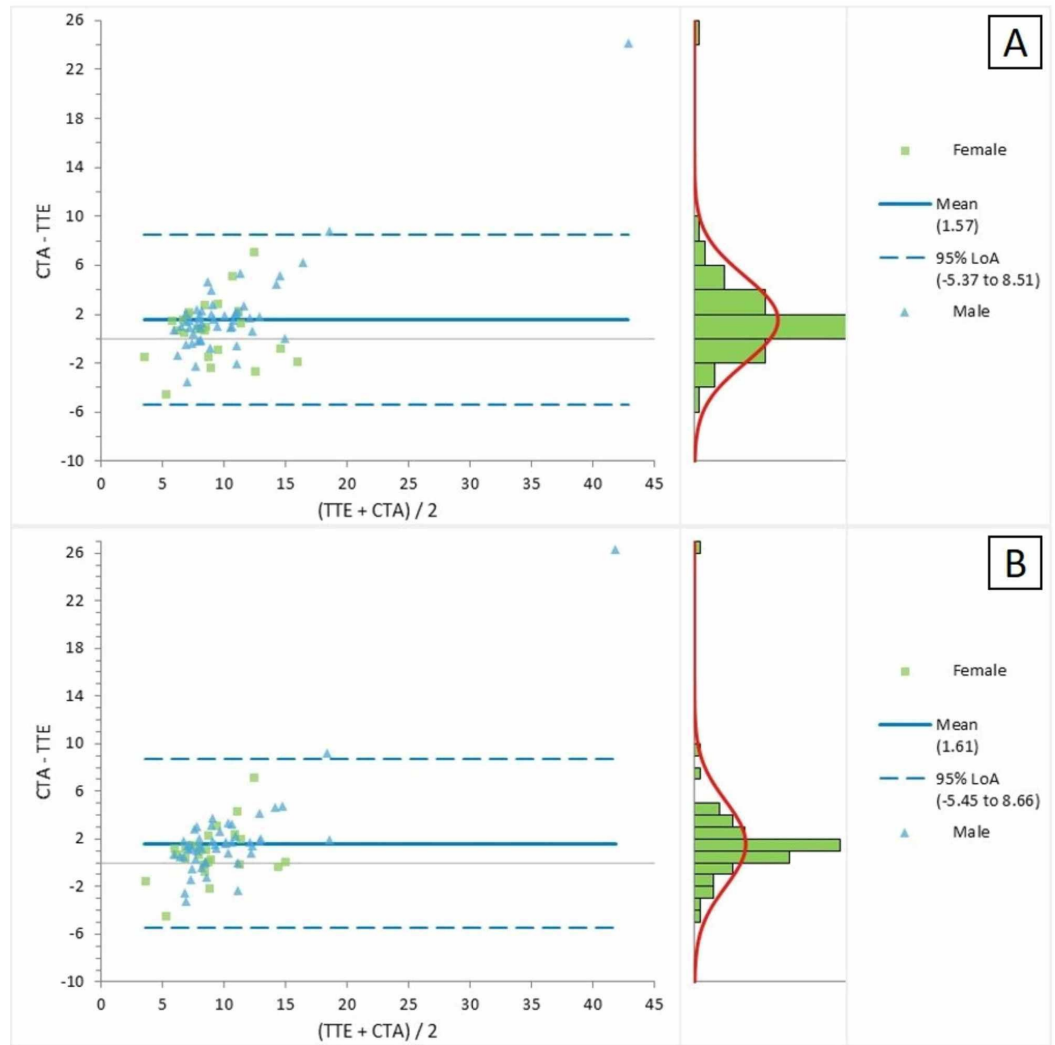 A
26
22
18
14
10
6
2
-2
-6
-10
CTA - TTE
0 5 10 15 20 25 30 35 40 45
(TTE + CTA) / 2
Female
Mean
(1.57)
95% LoA
(-5.37 to 8.51)
Male
B
26
22
18
14
10
6
2
-2
-6
-10
CTA - TTE
0 5 10 15 20 25 30 35 40 45
(TTE + CTA) / 2
Female
Mean
(1.61)
95% LoA
(-5.45 to 8.66)
Male